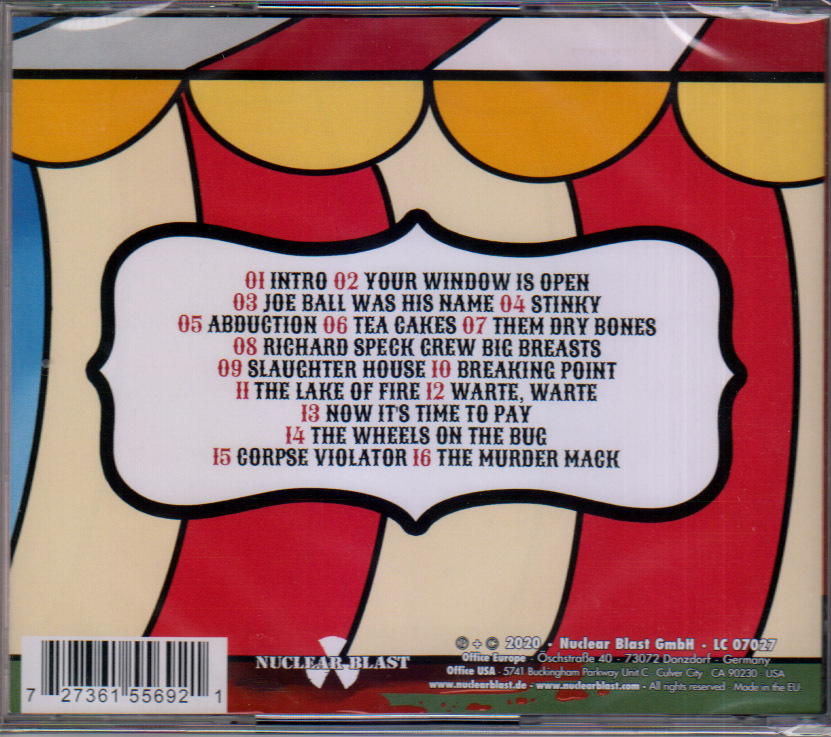 01 INTRO 02 YOUR WINDOW IS OPEN
03 JOE BALL WAS HIS NAME 04 STINKY
05 ABDUCTION 06 TEA CAKES 07 THEM DRY BONES
08 RICHARD SPECK GREW BIG BREASTS
09 SLAUGHTER HOUSE 10 BREAKING POINT
11 THE LAKE OF FIRE 12 WARTE, WARTE
13 NOW IT'S TIME TO PAY
14 THE WHEELS ON THE BUG
15 CORPSE VIOLATOR 16 THE MURDER MACK
7 27361 55692 1
NUCLEAR BLAST
℗ + © 2020 - Nuclear Blast GmbH · LC 07027
Office Europe · Öschstraße 40 · 73072 Donzdorf · Germany
Office USA · 5741 Buckingham Parkway Unit C · Culver City · CA 90230 · USA
www.nuclearblast.de - www.nuclearblast.com - All rights reserved · Made in the EU